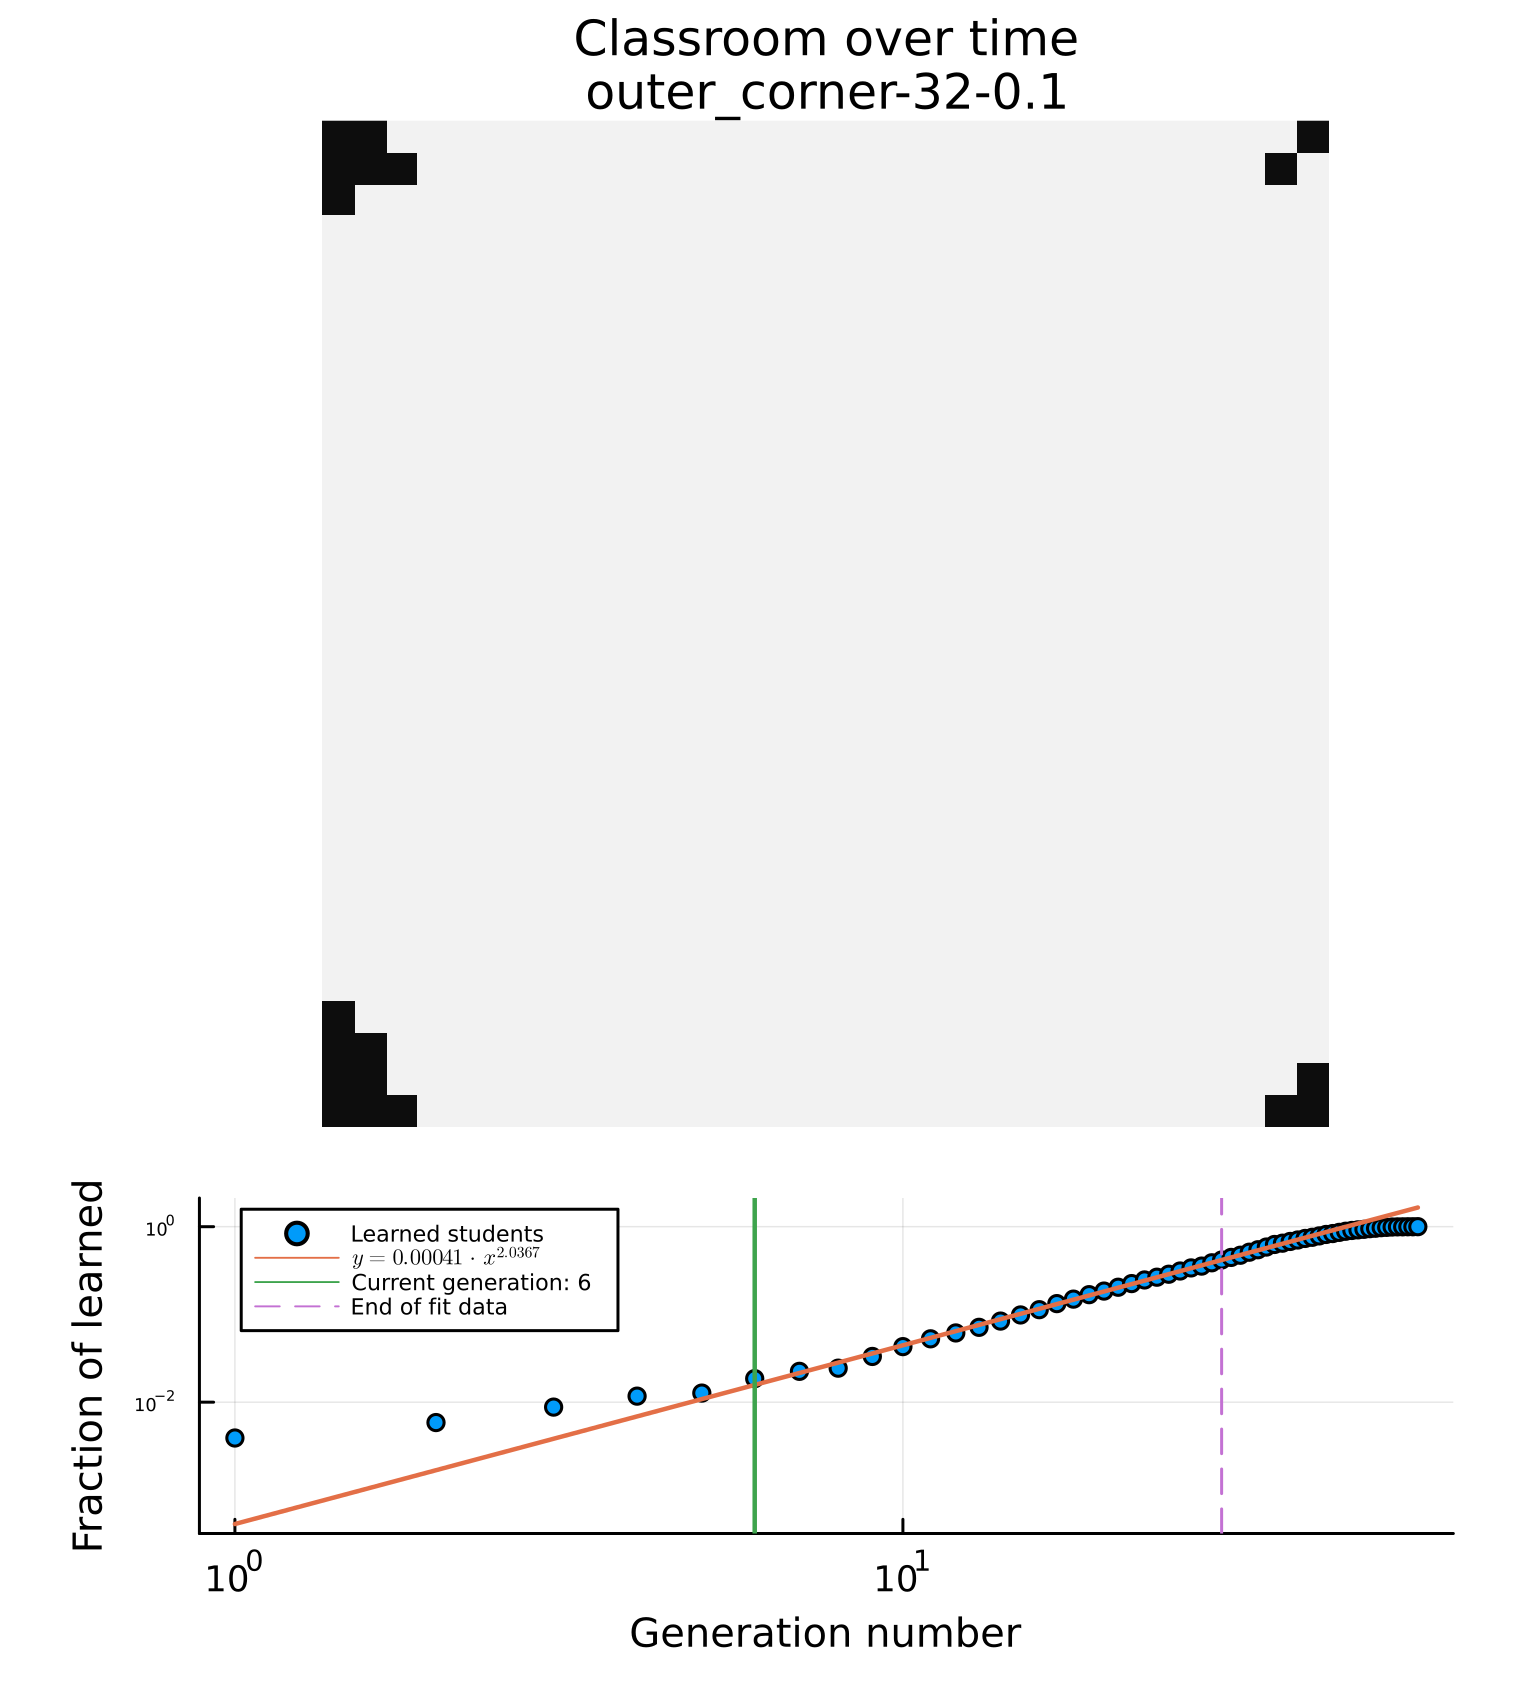 Classroom over time
outer_corner-32-0.1
Fraction of learned
10^0
10^−2
Learned students
y = 0.00041 · x^2.0367
Current generation: 6
End of fit data
10^0
10^1
Generation number